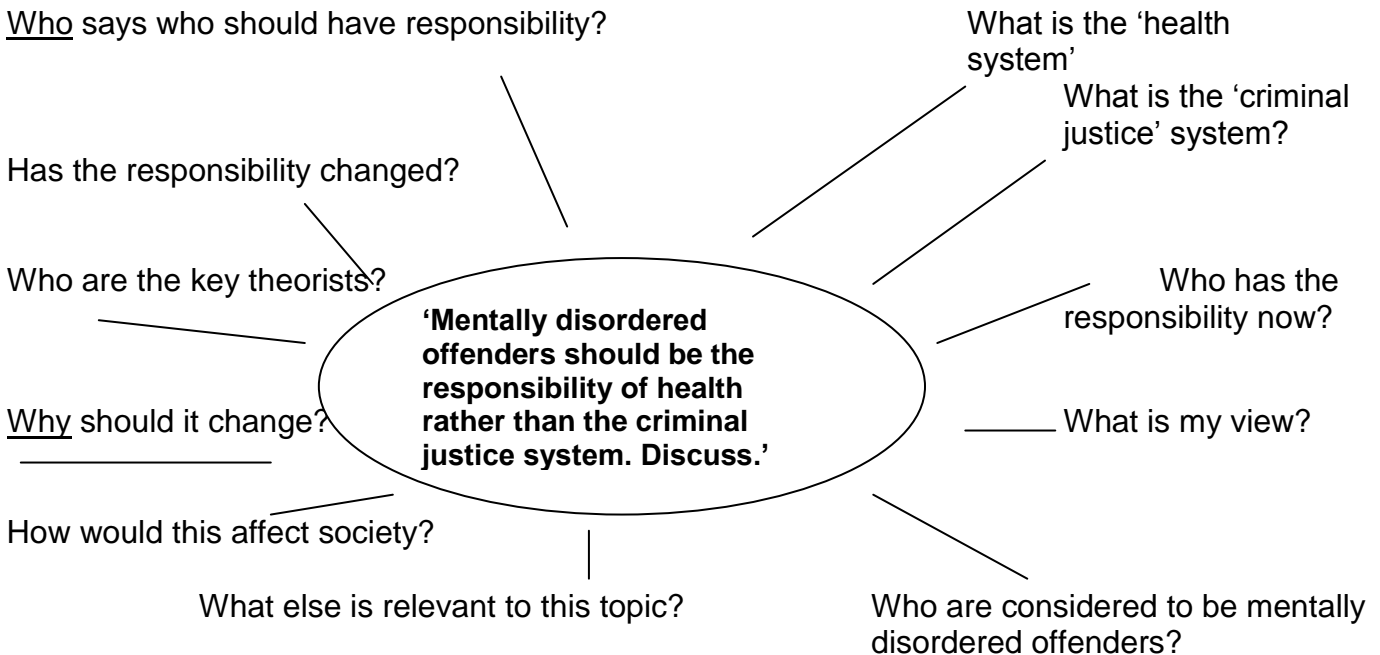 Who says who should have responsibility?
What is the ‘health
system’
What is the ‘criminal
justice’ system?
Has the responsibility changed?
Who are the key theorists?
Who has the
responsibility now?
‘Mentally disordered
offenders should be the
responsibility of health
rather than the criminal
justice system. Discuss.’
Why should it change?
What is my view?
How would this affect society?
What else is relevant to this topic?
Who are considered to be mentally
disordered offenders?